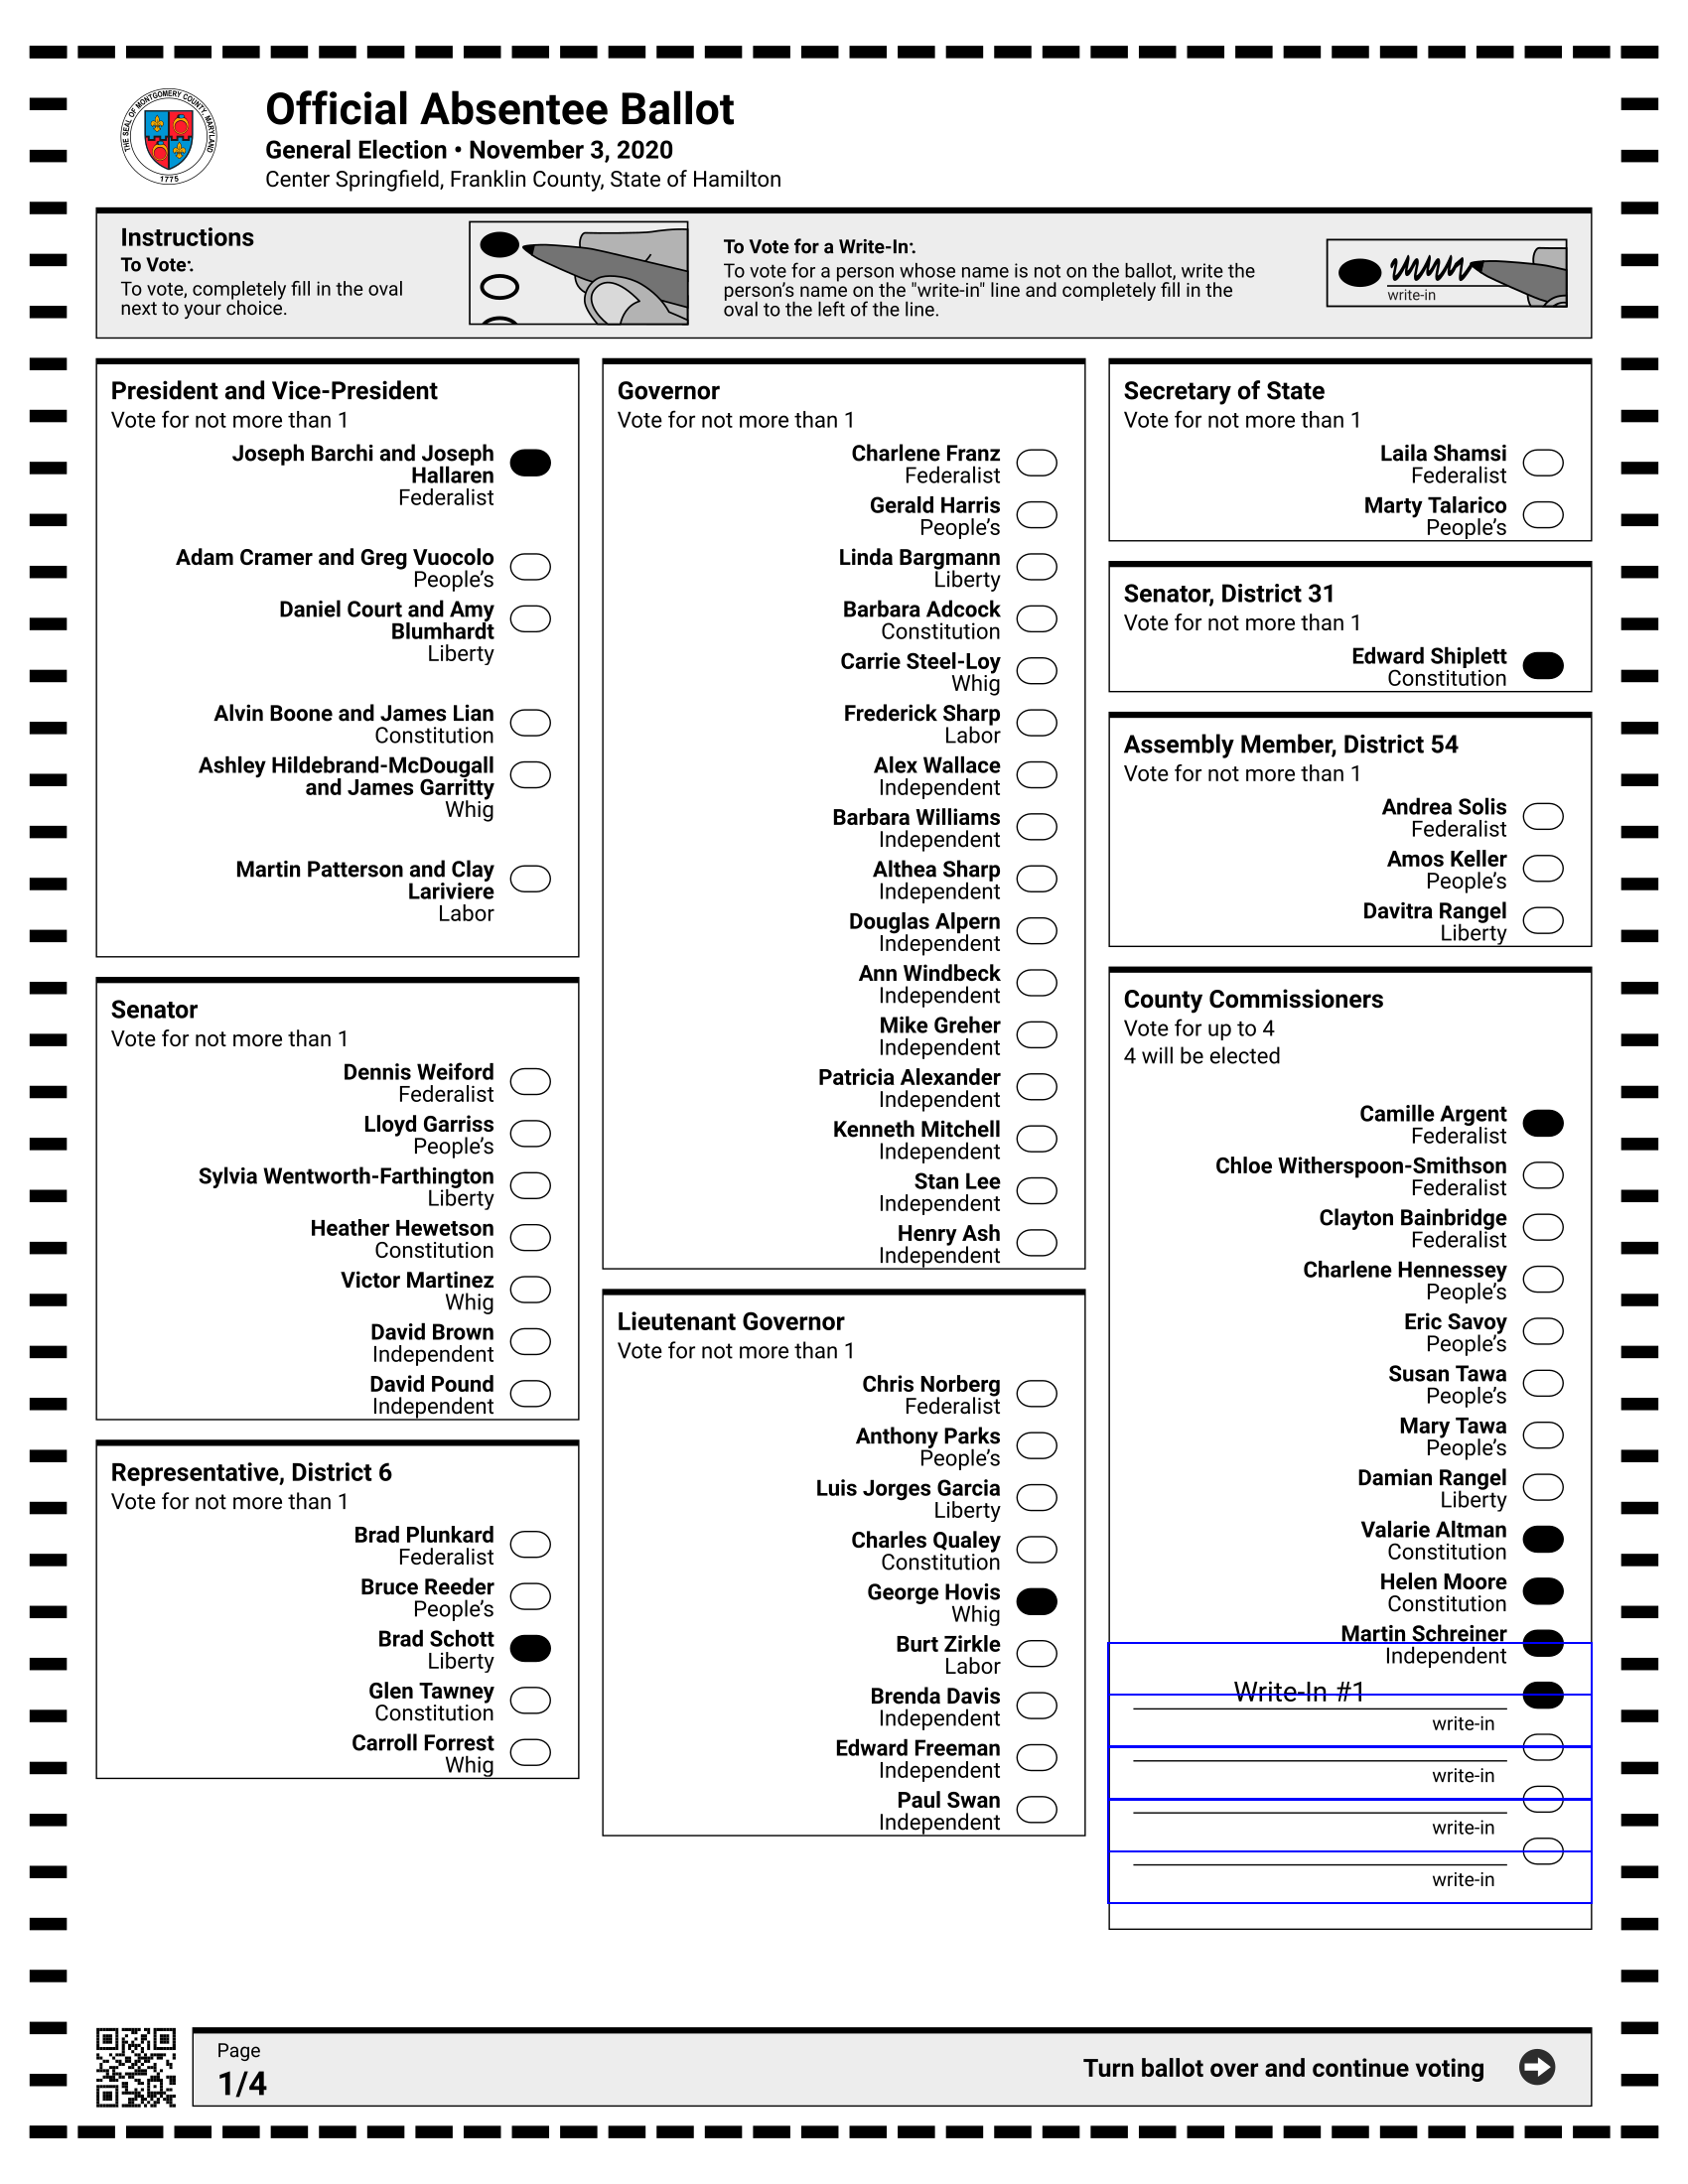 THE SEAL OF MONTGOMERY COUNTY, MARYLAND
1775
Official Absentee Ballot
General Election • November 3, 2020
Center Springfield, Franklin County, State of Hamilton
Instructions
To Vote:
To vote, completely fill in the oval
next to your choice.
To Vote for a Write-In:
To vote for a person whose name is not on the ballot, write the
person's name on the "write-in" line and completely fill in the
oval to the left of the line.
write-in
President and Vice-President
Vote for not more than 1
Joseph Barchi and Joseph
Hallaren
Federalist
Adam Cramer and Greg Vuocolo
People's
Daniel Court and Amy
Blumhardt
Liberty
Alvin Boone and James Lian
Constitution
Ashley Hildebrand-McDougall
and James Garritty
Whig
Martin Patterson and Clay
Lariviere
Labor
Senator
Vote for not more than 1
Dennis Weiford
Federalist
Lloyd Garriss
People's
Sylvia Wentworth-Farthington
Liberty
Heather Hewetson
Constitution
Victor Martinez
Whig
David Brown
Independent
David Pound
Independent
Representative, District 6
Vote for not more than 1
Brad Plunkard
Federalist
Bruce Reeder
People's
Brad Schott
Liberty
Glen Tawney
Constitution
Carroll Forrest
Whig
Governor
Vote for not more than 1
Charlene Franz
Federalist
Gerald Harris
People's
Linda Bargmann
Liberty
Barbara Adcock
Constitution
Carrie Steel-Loy
Whig
Frederick Sharp
Labor
Alex Wallace
Independent
Barbara Williams
Independent
Althea Sharp
Independent
Douglas Alpern
Independent
Ann Windbeck
Independent
Mike Greher
Independent
Patricia Alexander
Independent
Kenneth Mitchell
Independent
Stan Lee
Independent
Henry Ash
Independent
Lieutenant Governor
Vote for not more than 1
Chris Norberg
Federalist
Anthony Parks
People's
Luis Jorges Garcia
Liberty
Charles Qualey
Constitution
George Hovis
Whig
Burt Zirkle
Labor
Brenda Davis
Independent
Edward Freeman
Independent
Paul Swan
Independent
Secretary of State
Vote for not more than 1
Laila Shamsi
Federalist
Marty Talarico
People's
Senator, District 31
Vote for not more than 1
Edward Shiplett
Constitution
Assembly Member, District 54
Vote for not more than 1
Andrea Solis
Federalist
Amos Keller
People's
Davitra Rangel
Liberty
County Commissioners
Vote for up to 4
4 will be elected
Camille Argent
Federalist
Chloe Witherspoon-Smithson
Federalist
Clayton Bainbridge
Federalist
Charlene Hennessey
People's
Eric Savoy
People's
Susan Tawa
People's
Mary Tawa
People's
Damian Rangel
Liberty
Valarie Altman
Constitution
Helen Moore
Constitution
Martin Schreiner
Independent
Write-In #1
write-in
write-in
write-in
write-in
Page
1/4
Turn ballot over and continue voting